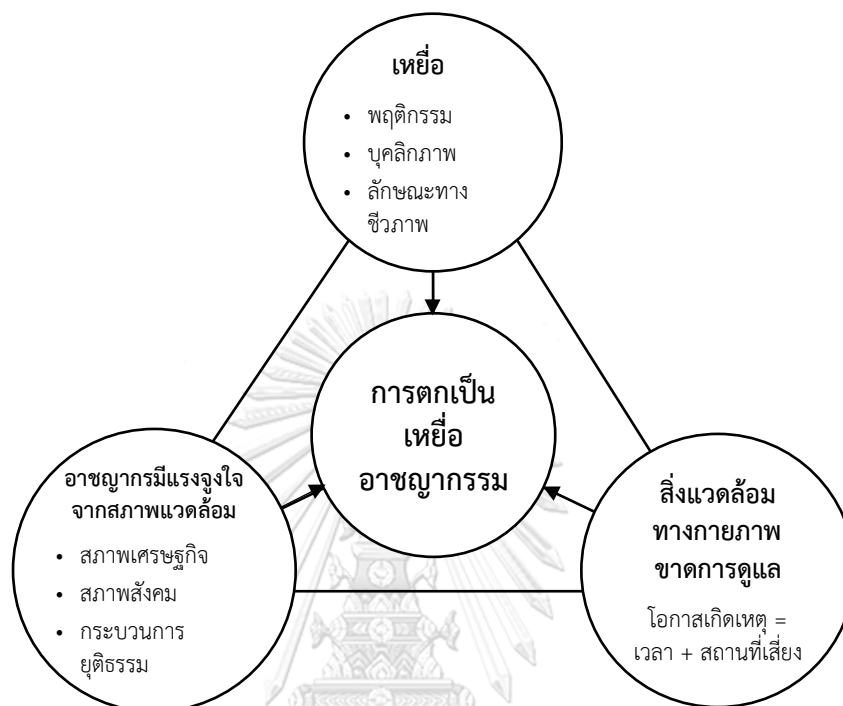 เหยื่อ
• พฤติกรรม
• บุคลิกภาพ
• ลักษณะทาง
ชีวภาพ
การตกเป็น
เหยื่อ
อาชญากรรม
อาชญากรมีแรงจูงใจ
จากสภาพแวดล้อม
• สภาพเศรษฐกิจ
• สภาพสังคม
• กระบวนการ
ยุติธรรม
สิ่งแวดล้อม
ทางกายภาพ
ขาดการดูแล
โอกาสเกิดเหตุ =
เวลา + สถานที่เสี่ยง